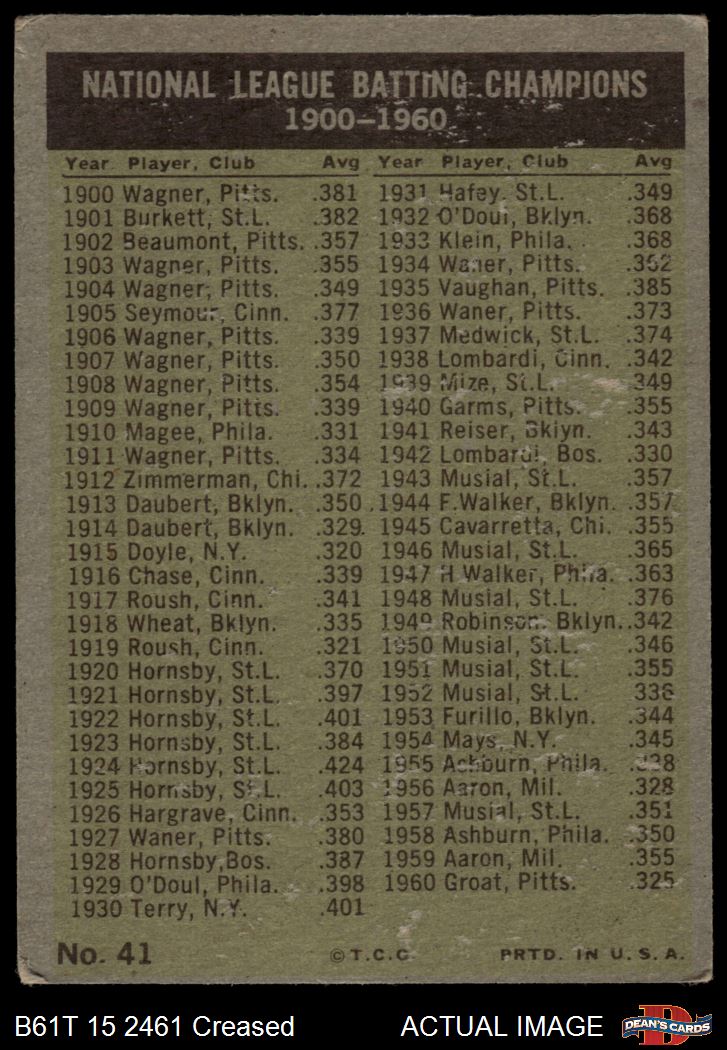 NATIONAL LEAGUE BATTING CHAMPIONS
1900-1960
Year Player, Club Avg
1900 Wagner, Pitts. .381
1901 Burkett, St.L. .382
1902 Beaumont, Pitts. .357
1903 Wagner, Pitts. .355
1904 Wagner, Pitts. .349
1905 Seymour, Cinn. .377
1906 Wagner, Pitts. .339
1907 Wagner, Pitts. .350
1908 Wagner, Pitts. .354
1909 Wagner, Pitts. .339
1910 Magee, Phila. .331
1911 Wagner, Pitts. .334
1912 Zimmerman, Chi. .372
1913 Daubert, Bklyn. .350
1914 Daubert, Bklyn. .329
1915 Doyle, N.Y. .320
1916 Chase, Cinn. .339
1917 Roush, Cinn. .341
1918 Wheat, Bklyn. .335
1919 Roush, Cinn. .321
1920 Hornsby, St.L. .370
1921 Hornsby, St.L. .397
1922 Hornsby, St.L. .401
1923 Hornsby, St.L. .384
1924 Hornsby, St.L. .424
1925 Hornsby, St.L. .403
1926 Hargrave, Cinn. .353
1927 Waner, Pitts. .380
1928 Hornsby,Bos. .387
1929 O'Doul, Phila. .398
1930 Terry, N.Y. .401
Year Player, Club Avg
1931 Hafey, St.L. .349
1932 O'Doul, Bklyn. .368
1933 Klein, Phila. .368
1934 Waner, Pitts. .362
1935 Vaughan, Pitts. .385
1936 Waner, Pitts. .373
1937 Medwick, St.L. .374
1938 Lombardi, Cinn. .342
1939 Mize, St.L. .349
1940 Garms, Pitts. .355
1941 Reiser, Bklyn. .343
1942 Lombardi, Bos. .330
1943 Musial, St.L. .357
1944 F.Walker, Bklyn. .357
1945 Cavarretta, Chi. .355
1946 Musial, St.L. .365
1947 H Walker, Phila. .363
1948 Musial, St.L. .376
1949 Robinson, Bklyn. .342
1950 Musial, St.L. .346
1951 Musial, St.L. .355
1952 Musial, St.L. .336
1953 Furillo, Bklyn. .344
1954 Mays, N.Y. .345
1955 Ashburn, Phila.
1956 Aaron, Mil. .328
1957 Musial, St.L. .351
1958 Ashburn, Phila. .350
1959 Aaron, Mil. .355
1960 Groat, Pitts. .325
No. 41 © T.C.G. PRTD. IN U.S.A.
B61T 15 2461 Creased ACTUAL IMAGE DEAN'S CARDS